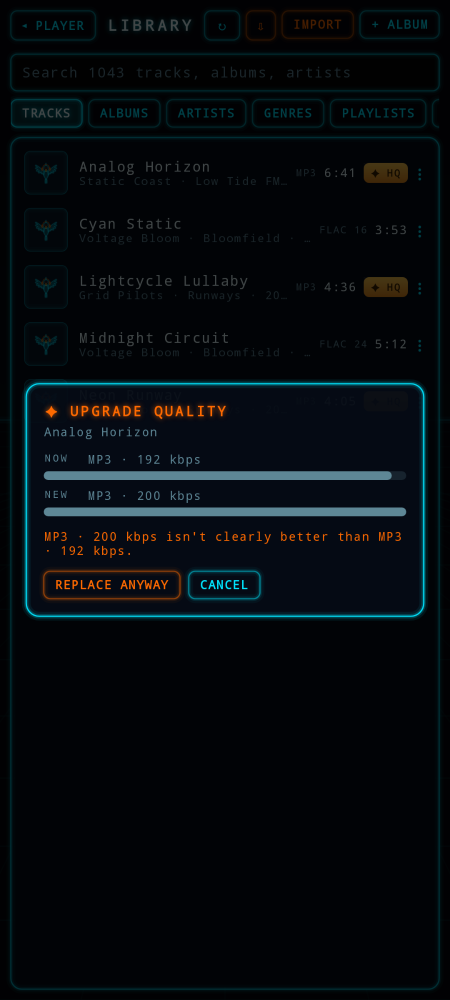 ◂ PLAYER
LIBRARY
↻
⇩
IMPORT
+ ALBUM
Search 1043 tracks, albums, artists
TRACKS
ALBUMS
ARTISTS
GENRES
PLAYLISTS
Analog Horizon
Static Coast · Low Tide FM…
MP3 6:41 ✦ HQ ⋮
Cyan Static
Voltage Bloom · Bloomfield · …
FLAC 16 3:53 ⋮
Lightcycle Lullaby
Grid Pilots · Runways · 20…
MP3 4:36 ✦ HQ ⋮
Midnight Circuit
Voltage Bloom · Bloomfield · …
FLAC 24 5:12 ⋮
Neon Runway
✦ UPGRADE QUALITY
Analog Horizon
NOW MP3 · 192 kbps
NEW MP3 · 200 kbps
MP3 · 200 kbps isn't clearly better than MP3
· 192 kbps.
REPLACE ANYWAY
CANCEL